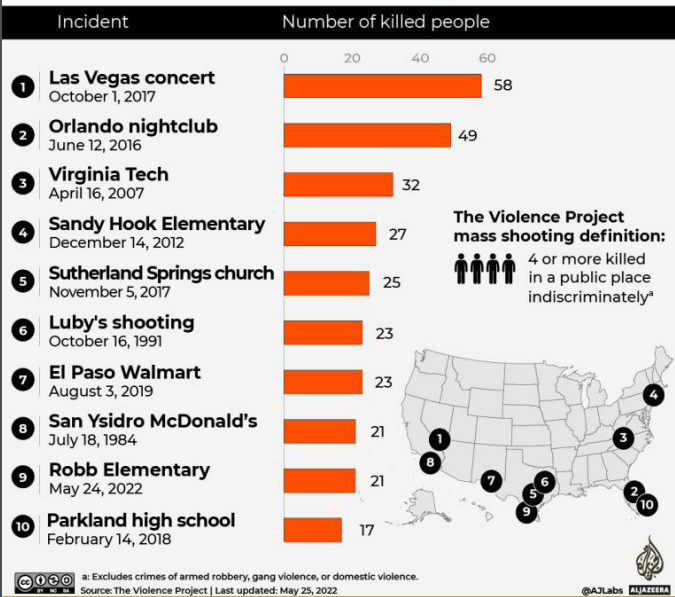 Incident Number of killed people
0 20 40 60
1 Las Vegas concert 58
October 1, 2017
2 Orlando nightclub 49
June 12, 2016
3 Virginia Tech 32
April 16, 2007
4 Sandy Hook Elementary 27
December 14, 2012
5 Sutherland Springs church 25
November 5, 2017
6 Luby's shooting 23
October 16, 1991
7 El Paso Walmart 23
August 3, 2019
8 San Ysidro McDonald’s 21
July 18, 1984
9 Robb Elementary 21
May 24, 2022
10 Parkland high school 17
February 14, 2018
The Violence Project
mass shooting definition:
4 or more killed
in a public place
indiscriminatelyª
4
1
3
8
7
6
5
2
9
10
a: Excludes crimes of armed robbery, gang violence, or domestic violence.
cc BY NC SA Source: The Violence Project | Last updated: May 25, 2022
@AJLabs ALJAZEERA